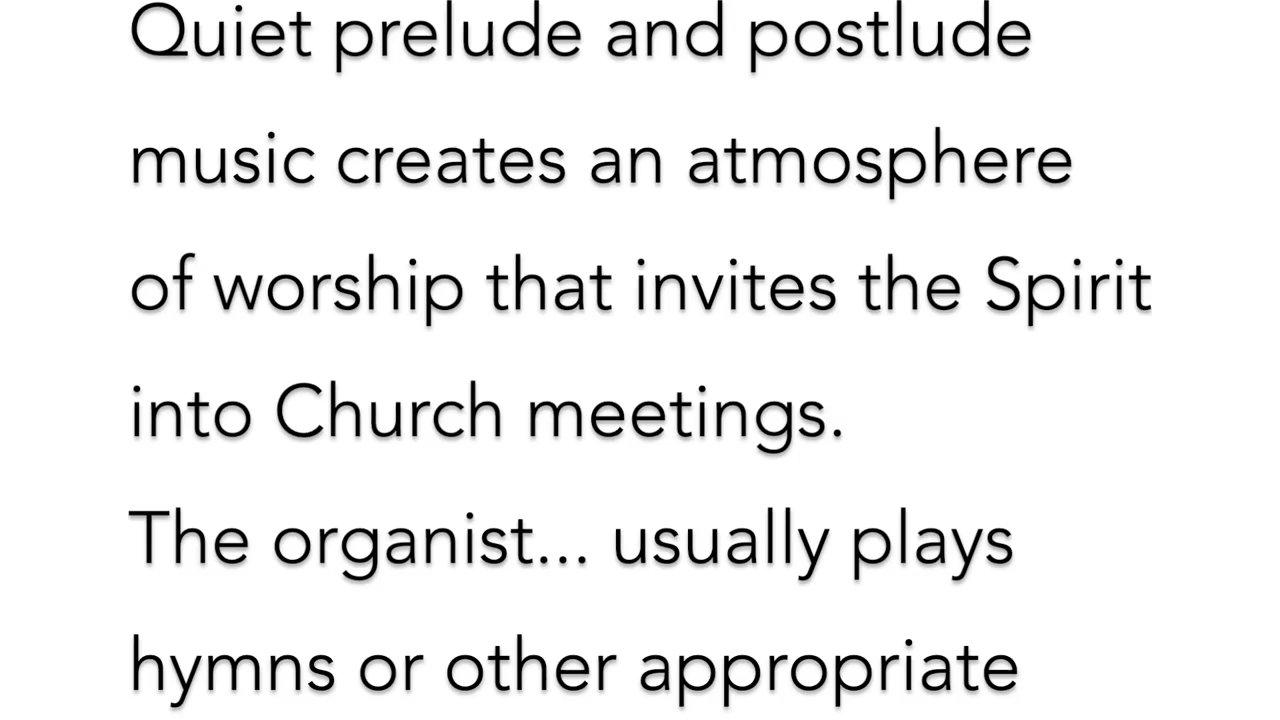 Quiet prelude and postlude
music creates an atmosphere
of worship that invites the Spirit
into Church meetings.
The organist... usually plays
hymns or other appropriate